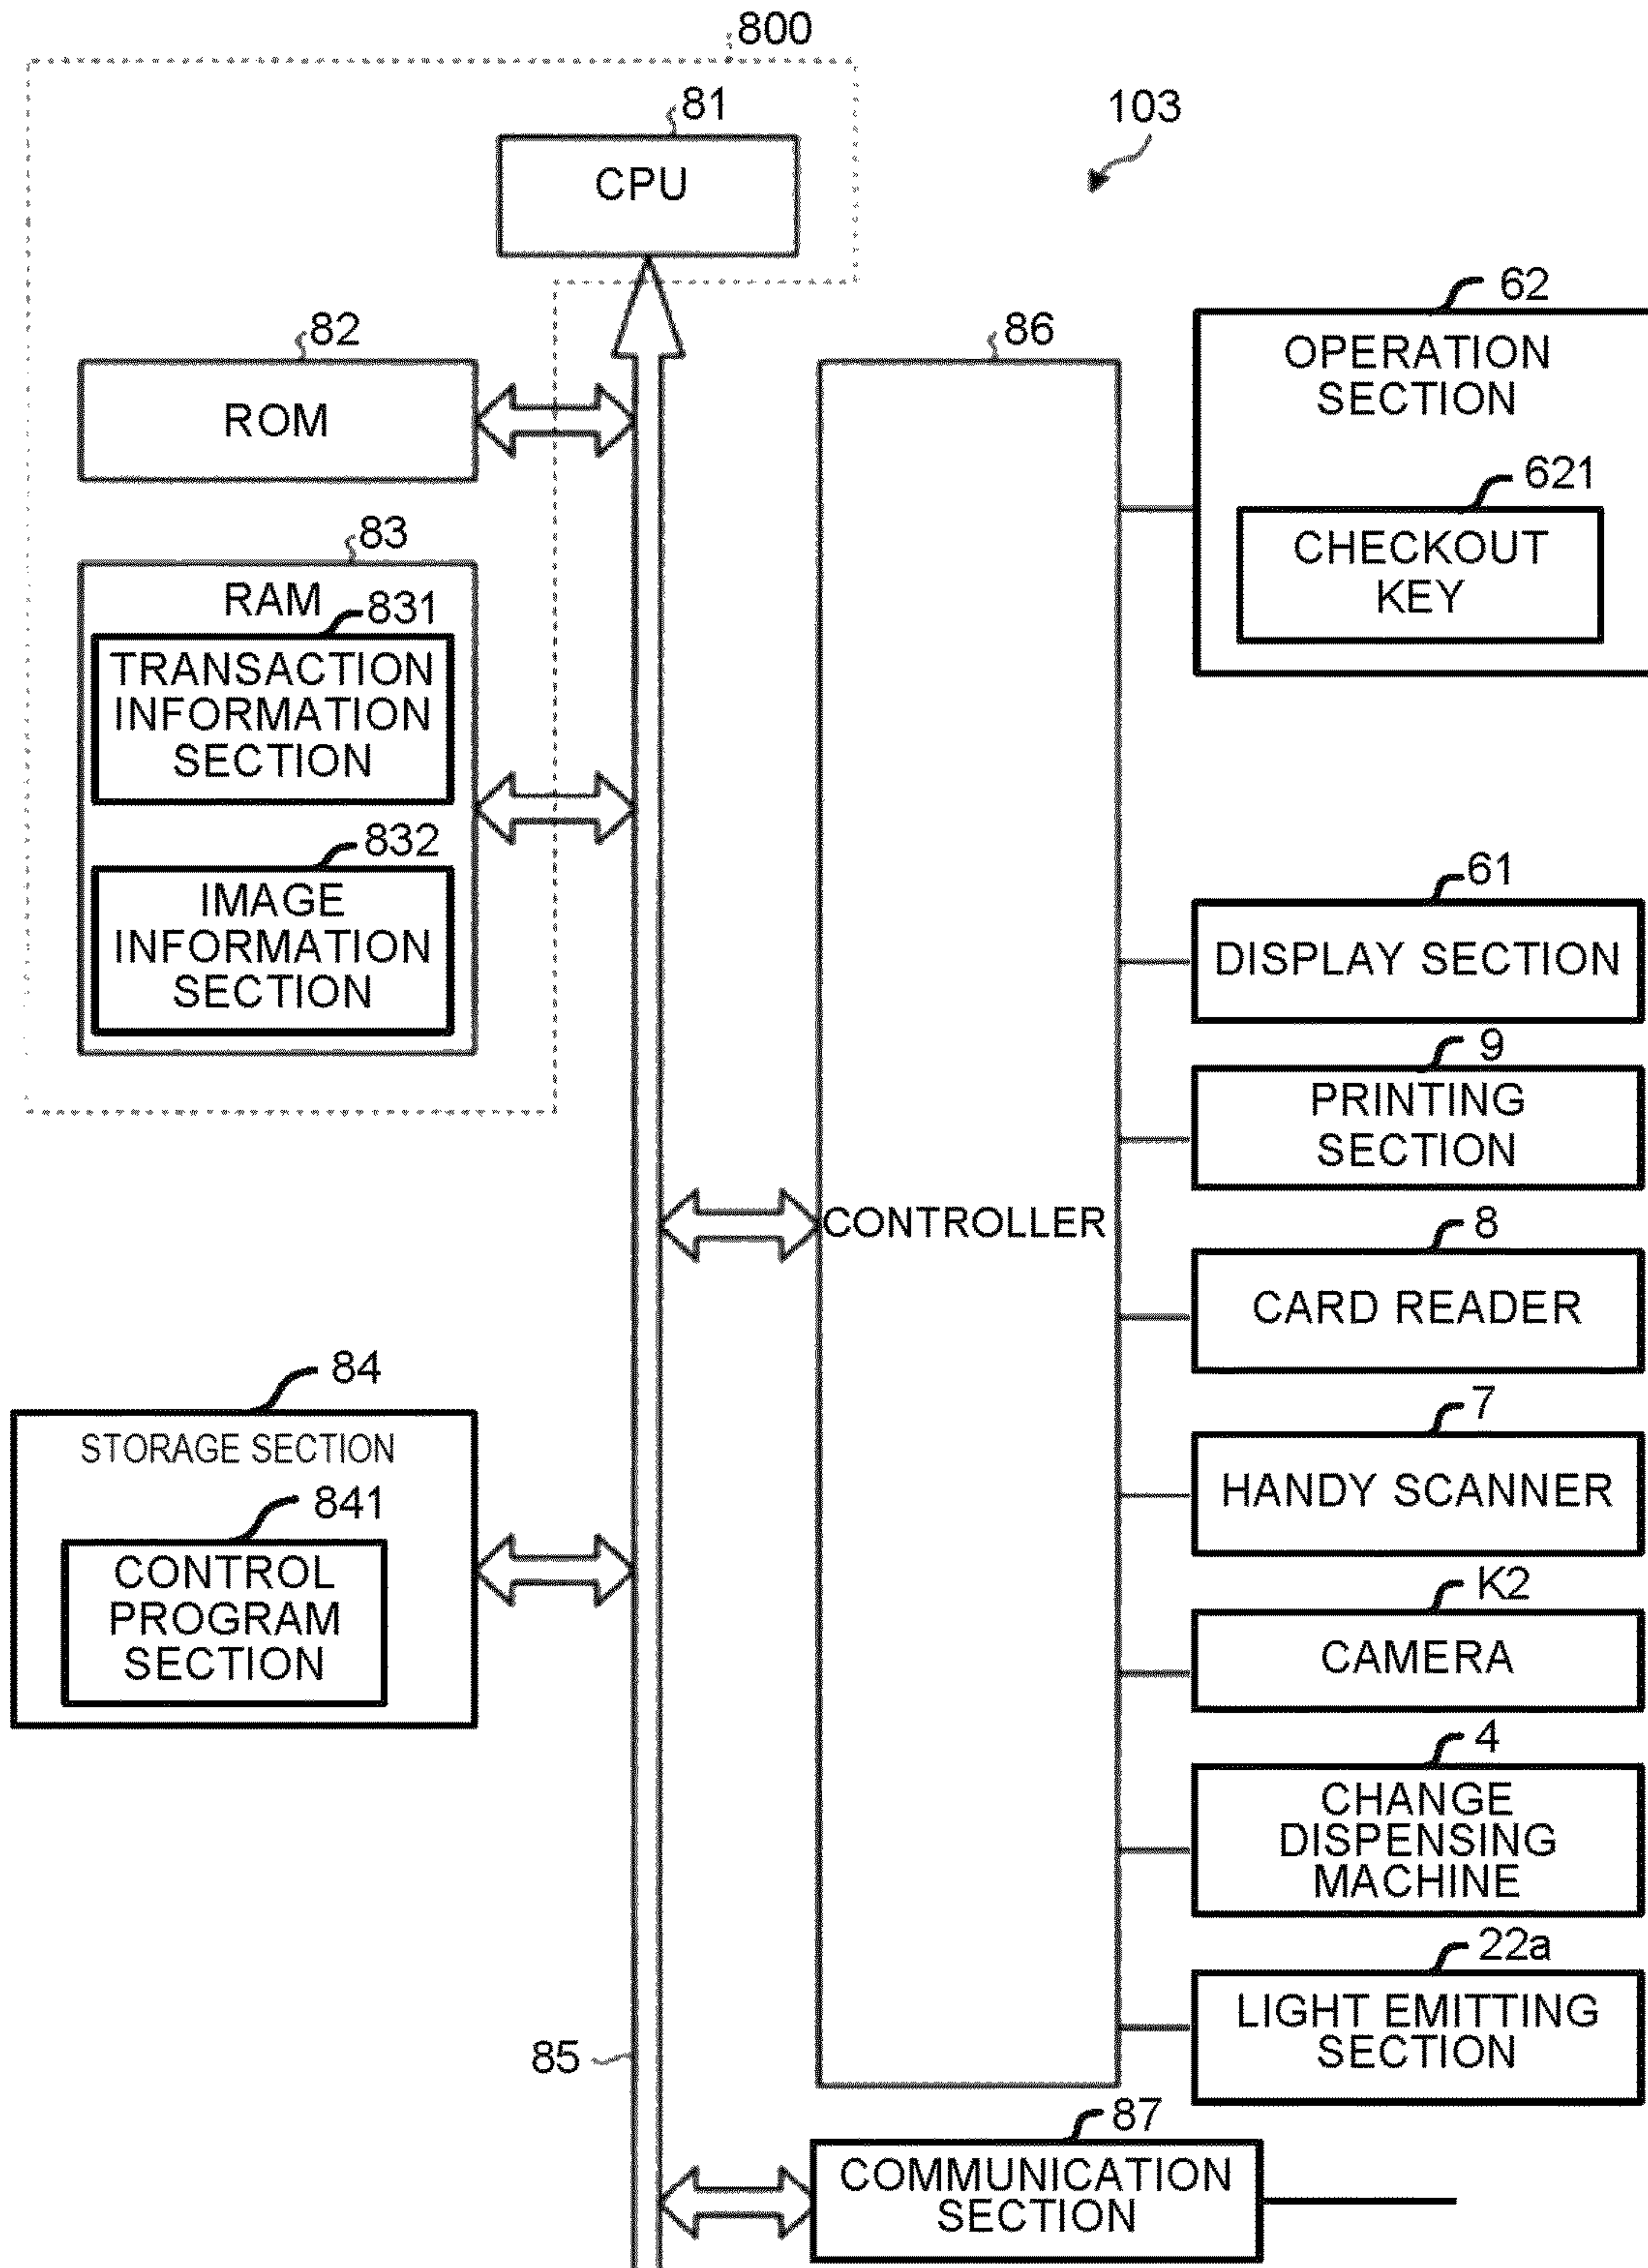 800
81
CPU
103
82
ROM
83
RAM
831
TRANSACTION
INFORMATION
SECTION
832
IMAGE
INFORMATION
SECTION
84
STORAGE SECTION
841
CONTROL
PROGRAM
SECTION
85
86
CONTROLLER
62
OPERATION
SECTION
621
CHECKOUT
KEY
61
DISPLAY SECTION
9
PRINTING
SECTION
8
CARD READER
7
HANDY SCANNER
K2
CAMERA
4
CHANGE
DISPENSING
MACHINE
22a
LIGHT EMITTING
SECTION
87
COMMUNICATION
SECTION